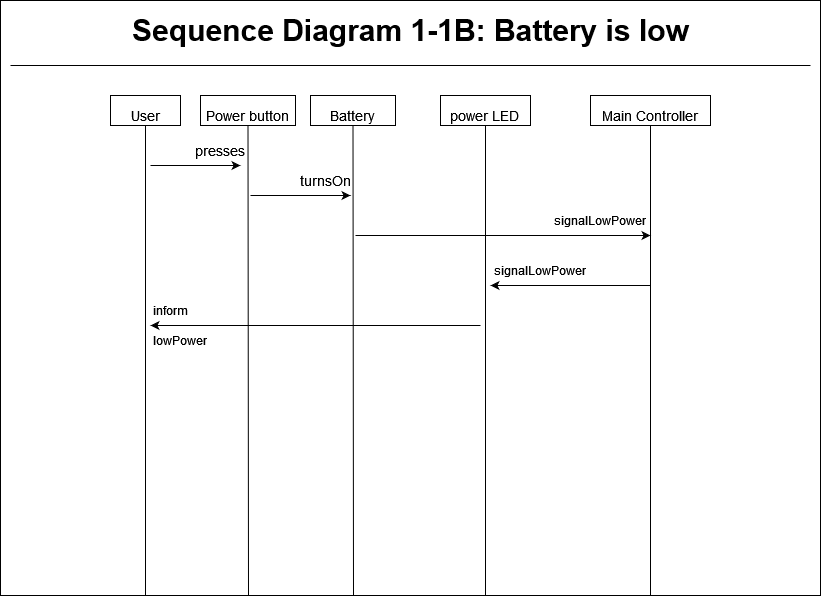 Sequence Diagram 1-1B: Battery is low
User
Power button
Battery
power LED
Main Controller
presses
turnsOn
signalLowPower
signalLowPower
inform
lowPower